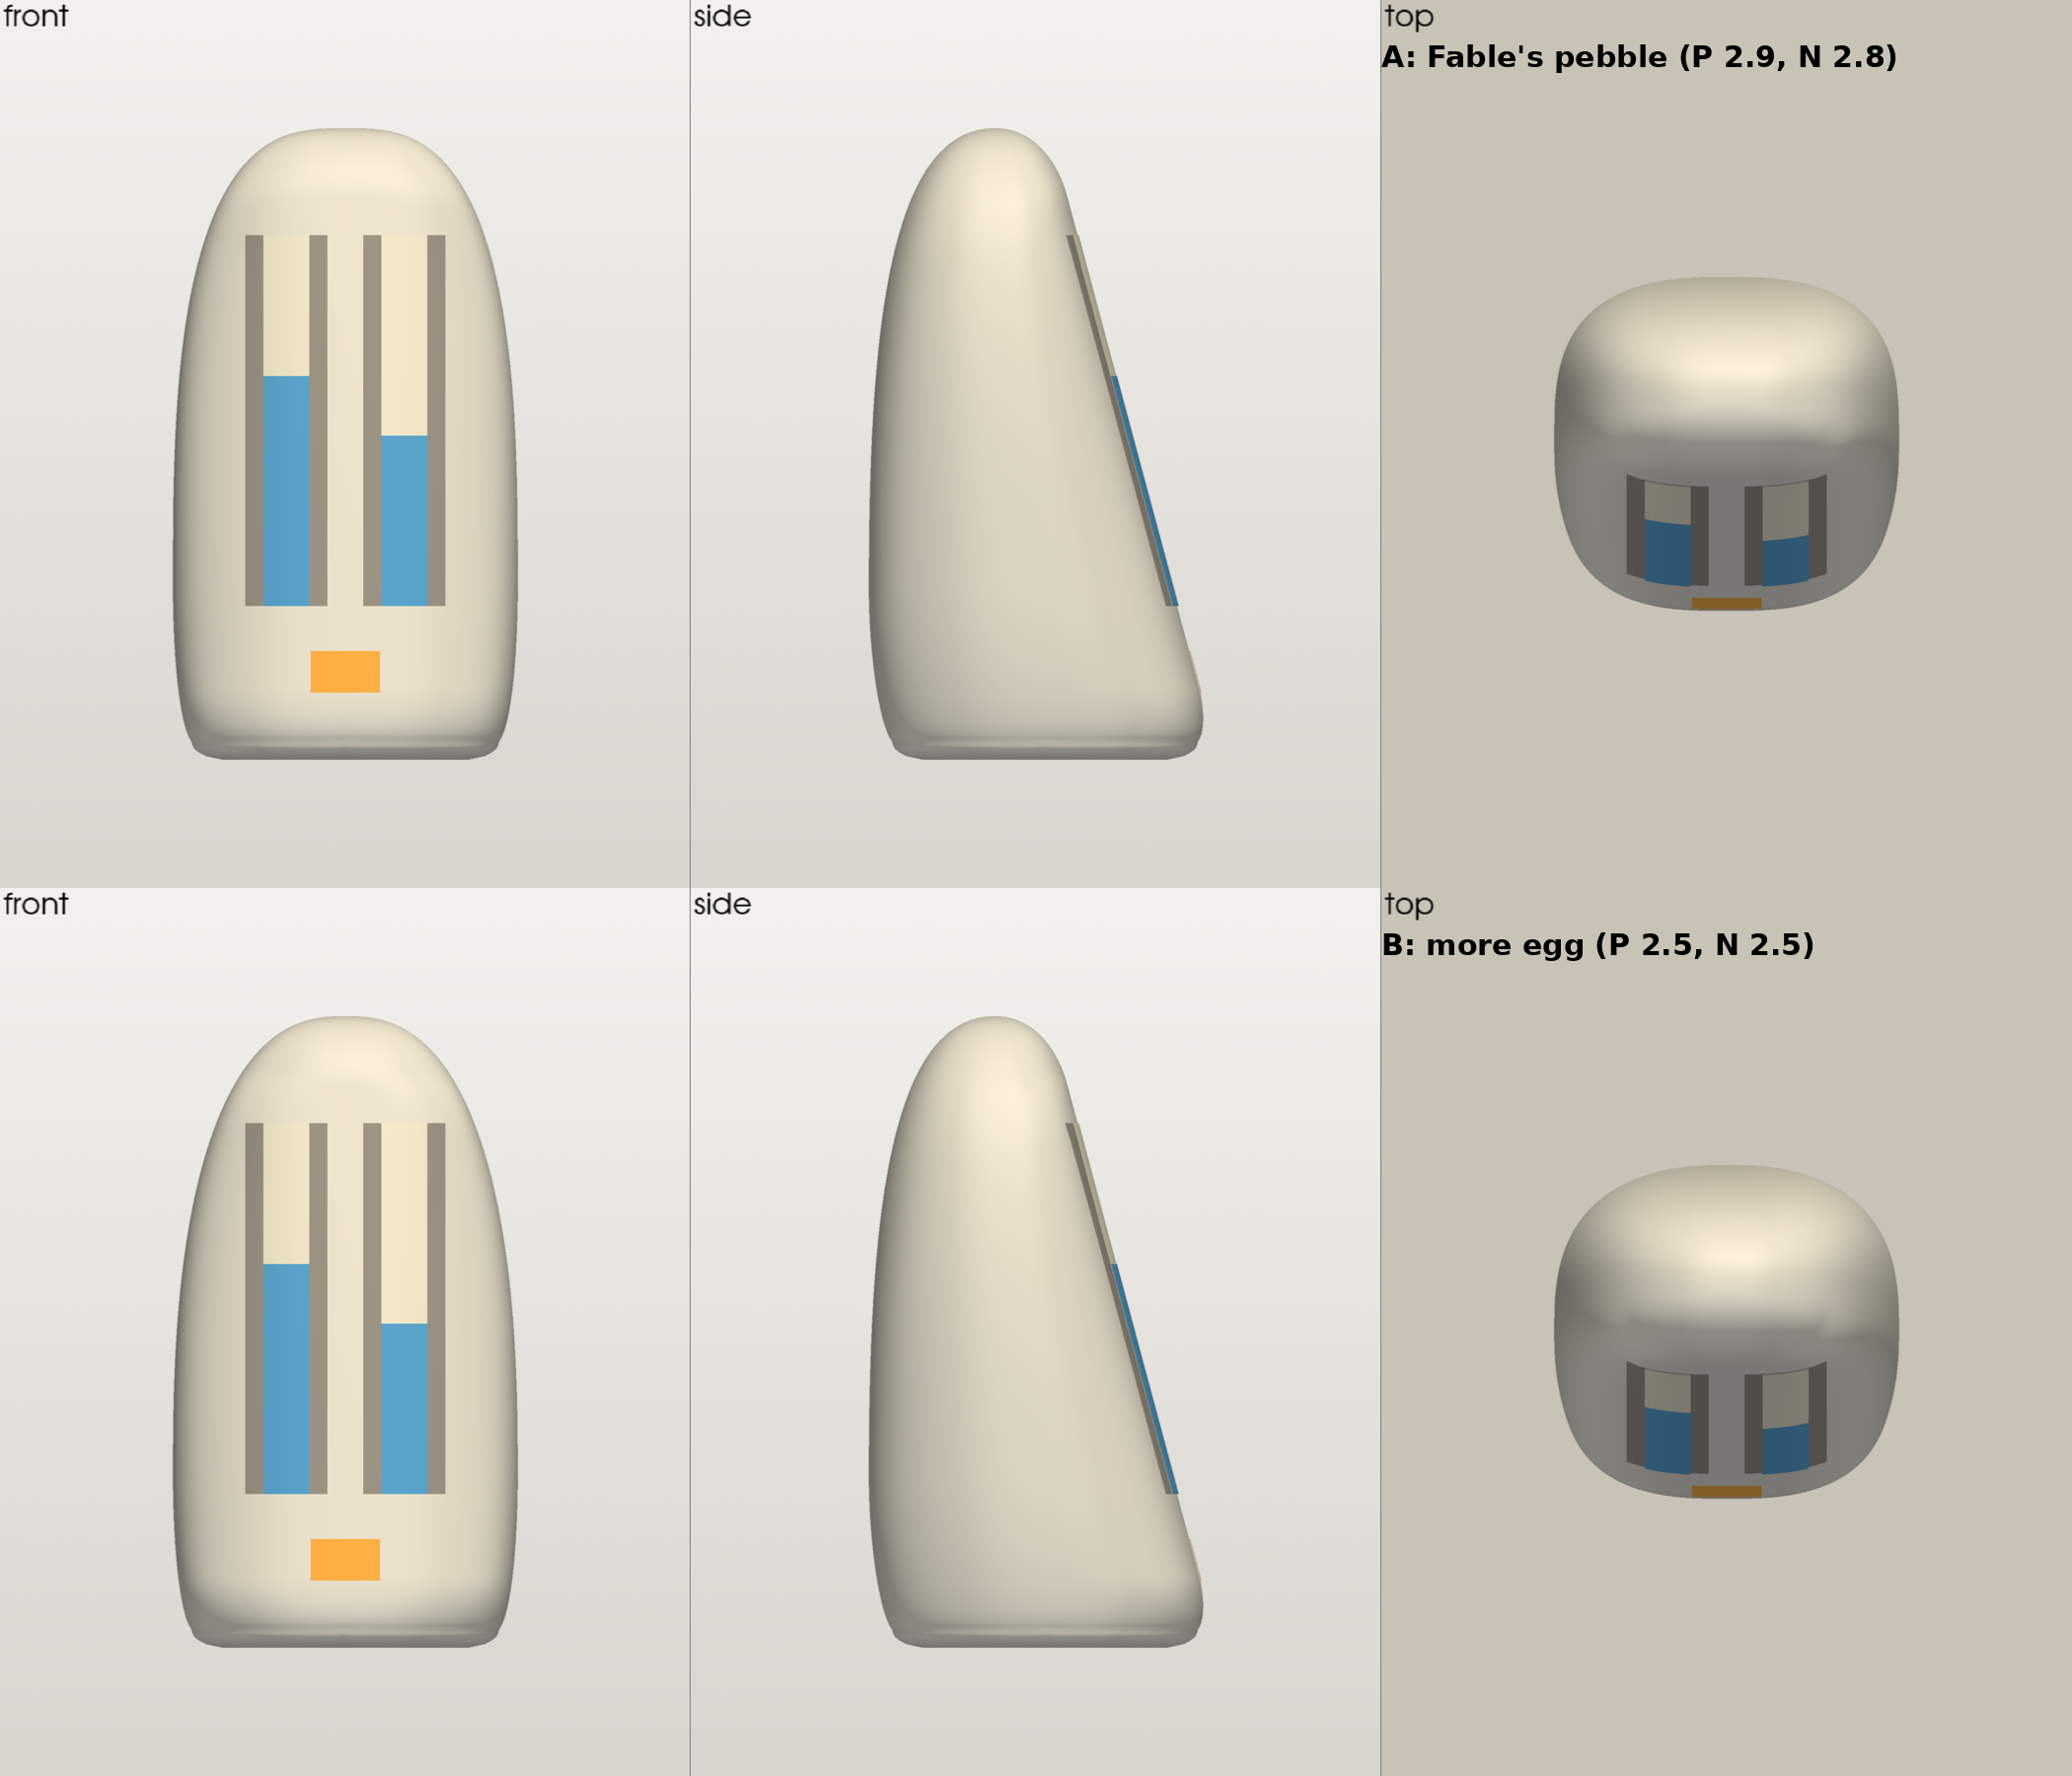 front
side
top
A: Fable's pebble (P 2.9, N 2.8)
front
side
top
B: more egg (P 2.5, N 2.5)